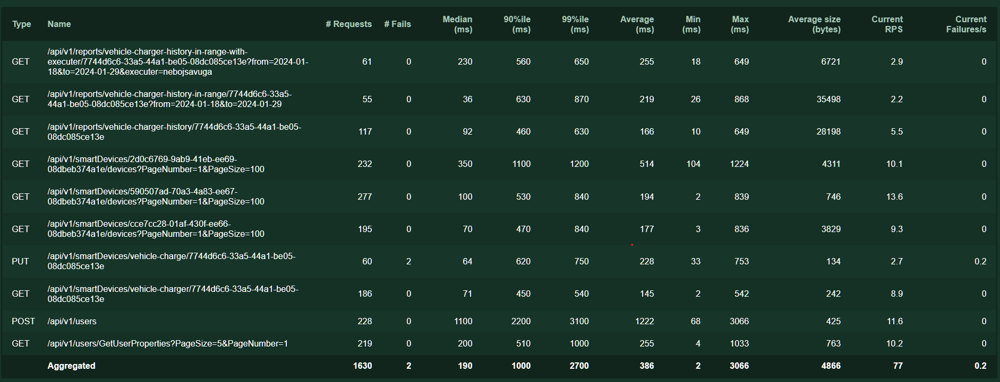 Type Name # Requests # Fails Median (ms) 90%ile (ms) 99%ile (ms) Average (ms) Min (ms) Max (ms) Average size (bytes) Current RPS Current Failures/s
GET /api/v1/reports/vehicle-charger-history-in-range-with-
executer/7744d6c6-33a5-44a1-be05-08dc085ce13e?from=2024-01-
18&to=2024-01-29&executer=nebojsavuga 61 0 230 560 650 255 18 649 6721 2.9 0
GET /api/v1/reports/vehicle-charger-history-in-range/7744d6c6-33a5-
44a1-be05-08dc085ce13e?from=2024-01-18&to=2024-01-29 55 0 36 630 870 219 26 868 35498 2.2 0
GET /api/v1/reports/vehicle-charger-history/7744d6c6-33a5-44a1-be05-
08dc085ce13e 117 0 92 460 630 166 10 649 28198 5.5 0
GET /api/v1/smartDevices/2d0c6769-9ab9-41eb-ee69-
08dbeb374a1e/devices?PageNumber=1&PageSize=100 232 0 350 1100 1200 514 104 1224 4311 10.1 0
GET /api/v1/smartDevices/590507ad-70a3-4a83-ee67-
08dbeb374a1e/devices?PageNumber=1&PageSize=100 277 0 100 530 840 194 2 839 746 13.6 0
GET /api/v1/smartDevices/cce7cc28-01af-430f-ee66-
08dbeb374a1e/devices?PageNumber=1&PageSize=100 195 0 70 470 840 177 3 836 3829 9.3 0
PUT /api/v1/smartDevices/vehicle-charge/7744d6c6-33a5-44a1-be05-
08dc085ce13e 60 2 64 620 750 228 33 753 134 2.7 0.2
GET /api/v1/smartDevices/vehicle-charger/7744d6c6-33a5-44a1-be05-
08dc085ce13e 186 0 71 450 540 145 2 542 242 8.9 0
POST /api/v1/users 228 0 1100 2200 3100 1222 68 3066 425 11.6 0
GET /api/v1/users/GetUserProperties?PageSize=5&PageNumber=1 219 0 200 510 1000 255 4 1033 763 10.2 0
Aggregated 1630 2 190 1000 2700 386 2 3066 4866 77 0.2